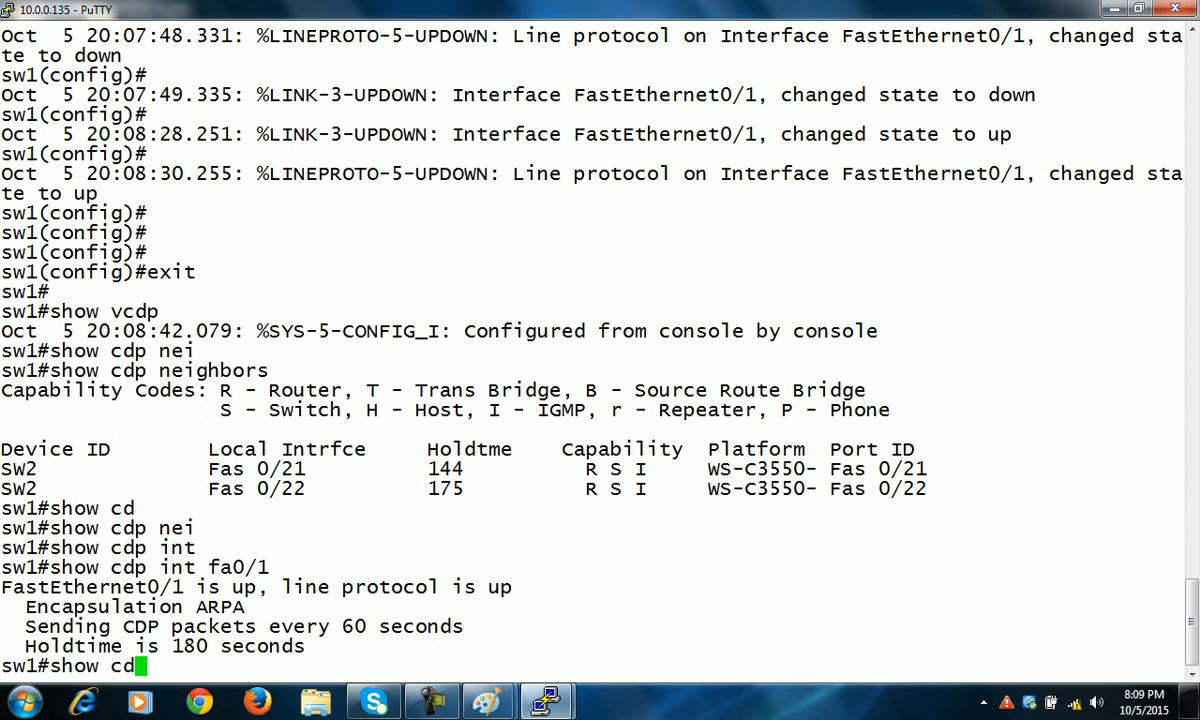 10.0.0.135 - PuTTY
Oct  5 20:07:48.331: %LINEPROTO-5-UPDOWN: Line protocol on Interface FastEthernet0/1, changed sta
te to down
sw1(config)#
Oct  5 20:07:49.335: %LINK-3-UPDOWN: Interface FastEthernet0/1, changed state to down
sw1(config)#
Oct  5 20:08:28.251: %LINK-3-UPDOWN: Interface FastEthernet0/1, changed state to up
sw1(config)#
Oct  5 20:08:30.255: %LINEPROTO-5-UPDOWN: Line protocol on Interface FastEthernet0/1, changed sta
te to up
sw1(config)#
sw1(config)#
sw1(config)#
sw1(config)#exit
sw1#
sw1#show vcdp
Oct  5 20:08:42.079: %SYS-5-CONFIG_I: Configured from console by console
sw1#show cdp nei
sw1#show cdp neighbors
Capability Codes: R - Router, T - Trans Bridge, B - Source Route Bridge
                  S - Switch, H - Host, I - IGMP, r - Repeater, P - Phone
Device ID        Local Intrfce     Holdtme    Capability  Platform  Port ID
SW2              Fas 0/21          144          R S I     WS-C3550- Fas 0/21
SW2              Fas 0/22          175          R S I     WS-C3550- Fas 0/22
sw1#show cd
sw1#show cdp nei
sw1#show cdp int
sw1#show cdp int fa0/1
FastEthernet0/1 is up, line protocol is up
  Encapsulation ARPA
  Sending CDP packets every 60 seconds
  Holdtime is 180 seconds
sw1#show cd
8:09 PM
10/5/2015